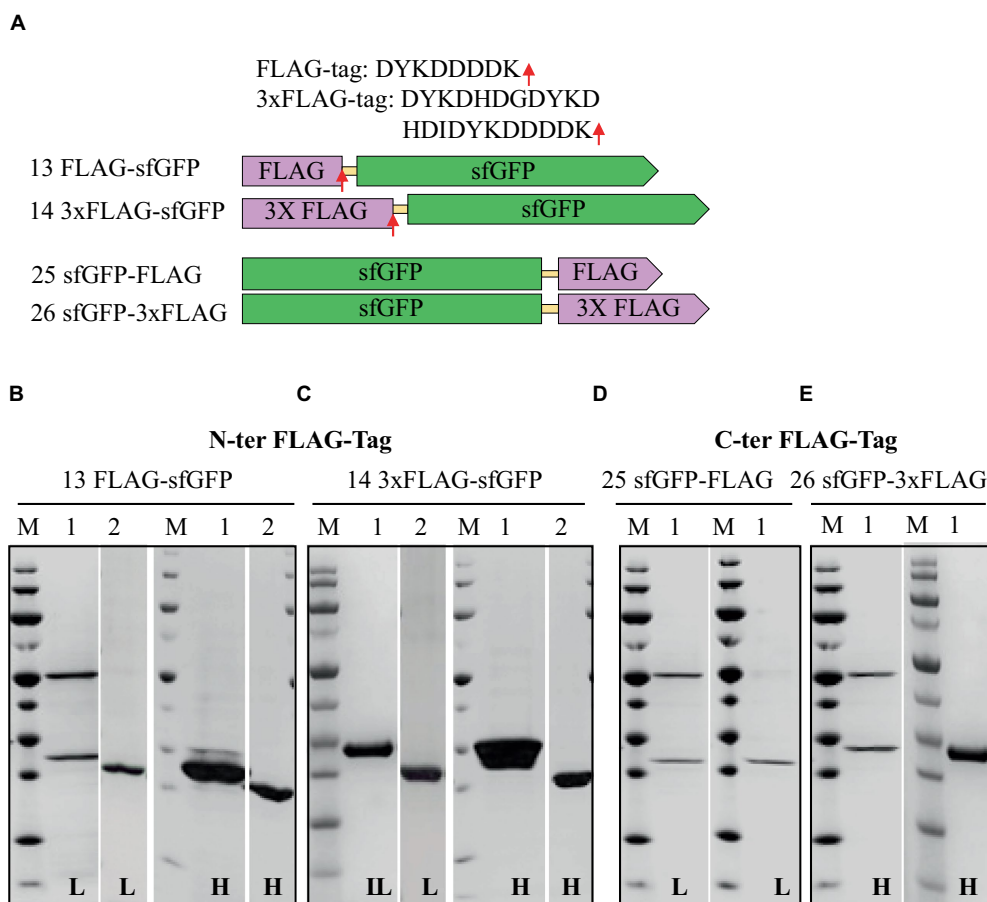 A
FLAG-tag: DYKDDDDK
3xFLAG-tag: DYKDHDGDYKD
HDIDYKDDDDK
13 FLAG-sfGFP FLAG sfGFP
14 3xFLAG-sfGFP 3X FLAG sfGFP
25 sfGFP-FLAG sfGFP FLAG
26 sfGFP-3xFLAG sfGFP 3X FLAG
B C D E
N-ter FLAG-Tag C-ter FLAG-Tag
13 FLAG-sfGFP 14 3xFLAG-sfGFP 25 sfGFP-FLAG 26 sfGFP-3xFLAG
M 1 2 M 1 2 M 1 2 M 1 2 M 1 M 1 M 1 M 1
L L H H IL L H H L L H H